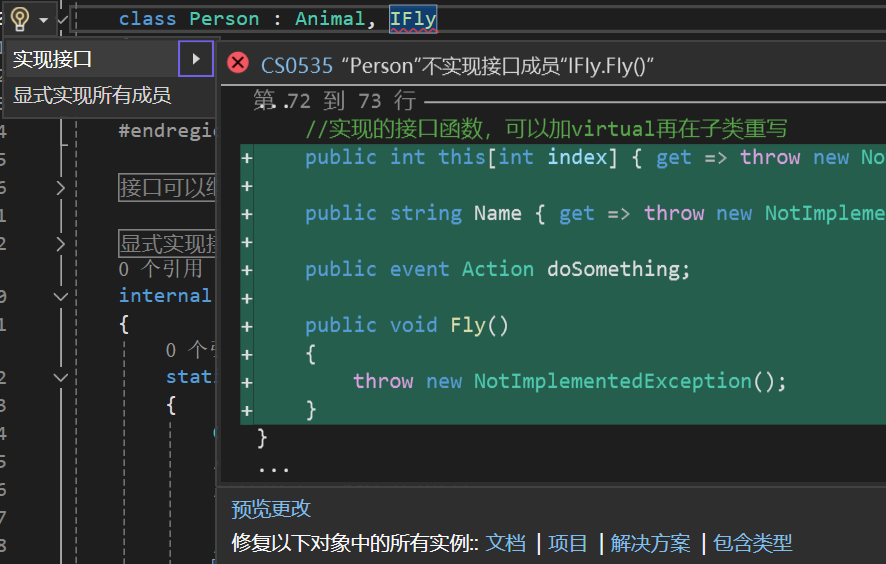 class Person : Animal, IFly
实现接口
显式实现所有成员
CS0535 “Person”不实现接口成员“IFly.Fly()”
第 72 到 73 行
...
//实现的接口函数，可以加virtual再在子类重写
+ public int this[int index] { get => throw new No
+
+ public string Name { get => throw new NotImpleme
+
+ public event Action doSomething;
+
+ public void Fly()
+ {
+ throw new NotImplementedException();
+ }
}
...
预览更改
修复以下对象中的所有实例:: 文档 | 项目 | 解决方案 | 包含类型
#endregi
接口可以继
显式实现接
0 个引用
internal
{
0 个引
stat
{